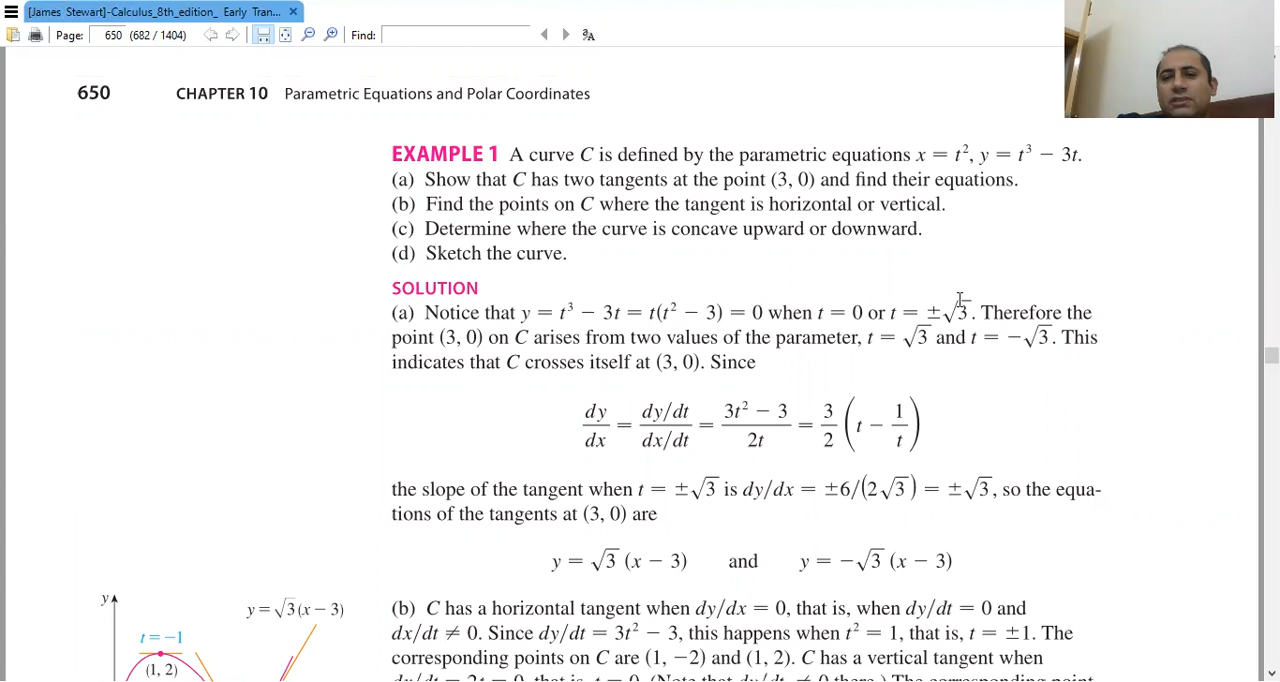 [James Stewart]-Calculus_8th_edition_ Early Tran... ×
Page: 650 (682 / 1404) Find:
650 CHAPTER 10 Parametric Equations and Polar Coordinates
EXAMPLE 1 A curve C is defined by the parametric equations x = t², y = t³ − 3t.
(a) Show that C has two tangents at the point (3, 0) and find their equations.
(b) Find the points on C where the tangent is horizontal or vertical.
(c) Determine where the curve is concave upward or downward.
(d) Sketch the curve.
SOLUTION
(a) Notice that y = t³ − 3t = t(t² − 3) = 0 when t = 0 or t = ±√3. Therefore the
point (3, 0) on C arises from two values of the parameter, t = √3 and t = −√3. This
indicates that C crosses itself at (3, 0). Since
dy/dx = (dy/dt)/(dx/dt) = (3t² − 3)/(2t) = 3/2 (t − 1/t)
the slope of the tangent when t = ±√3 is dy/dx = ±6/(2√3) = ±√3, so the equa-
tions of the tangents at (3, 0) are
y = √3 (x − 3) and y = −√3 (x − 3)
y
y = √3(x − 3)
t = −1
(1, 2)
(b) C has a horizontal tangent when dy/dx = 0, that is, when dy/dt = 0 and
dx/dt ≠ 0. Since dy/dt = 3t² − 3, this happens when t² = 1, that is, t = ±1. The
corresponding points on C are (1, −2) and (1, 2). C has a vertical tangent when